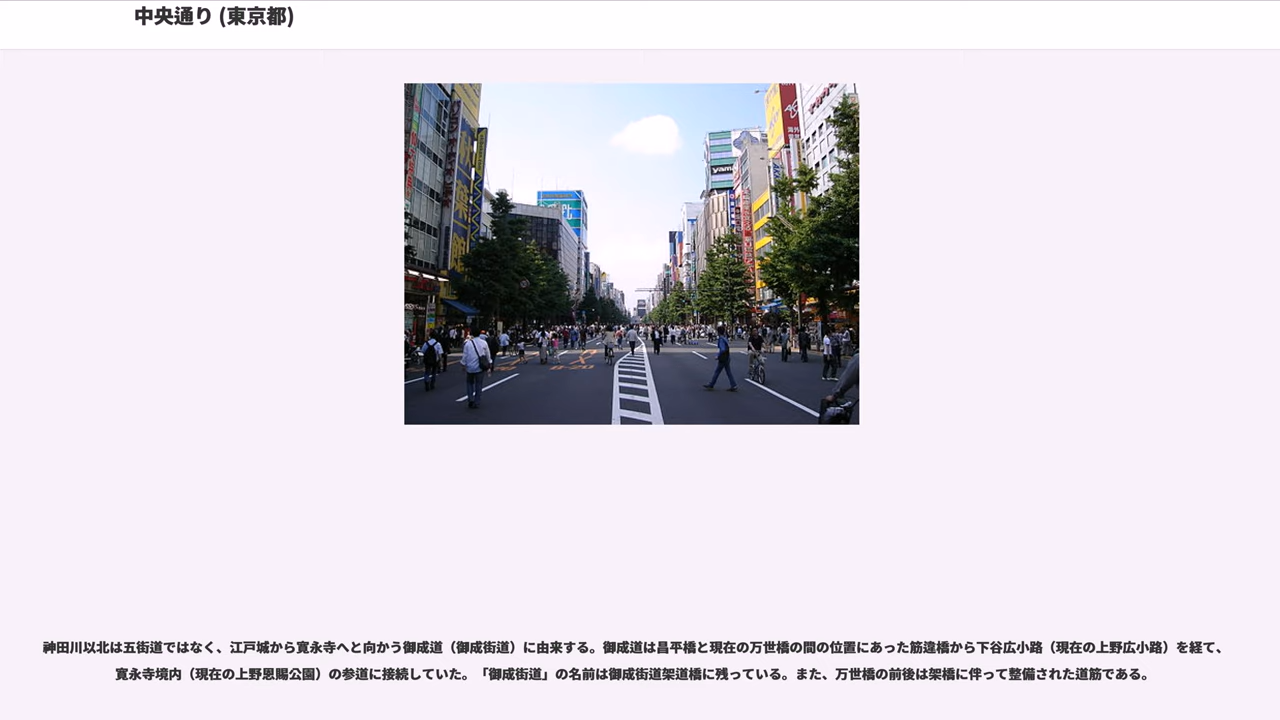 中央通り (東京都)
神田川以北は五街道ではなく、江戸城から寛永寺へと向かう御成道（御成街道）に由来する。御成道は昌平橋と現在の万世橋の間の位置にあった筋違橋から下谷広小路（現在の上野広小路）を経て、
寛永寺境内（現在の上野恩賜公園）の参道に接続していた。「御成街道」の名前は御成街道架道橋に残っている。また、万世橋の前後は架橋に伴って整備された道筋である。